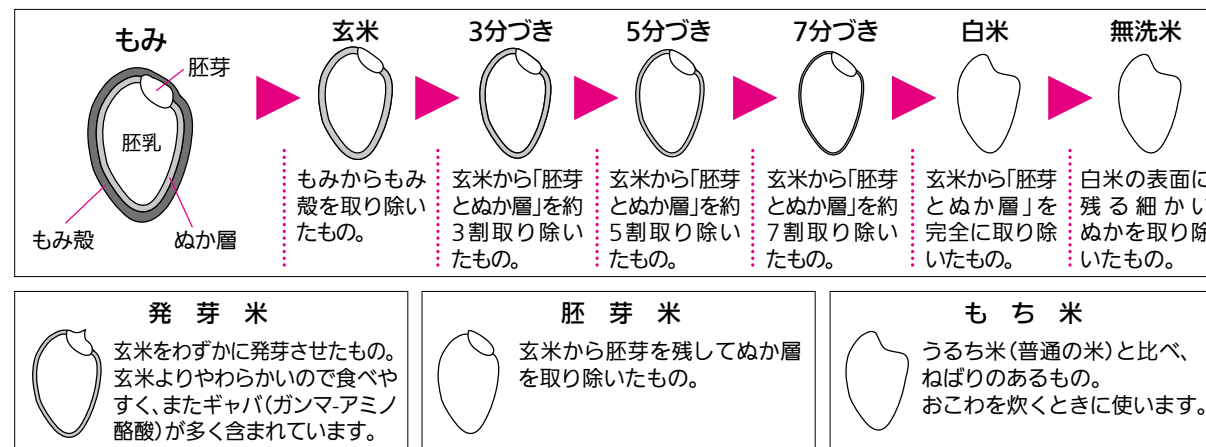 もみ
胚芽
胚乳
もみ殻
ぬか層
玄米
もみからもみ
殻を取り除い
たもの。
3分づき
玄米から「胚芽
とぬか層」を約
3割取り除い
たもの。
5分づき
玄米から「胚芽
とぬか層」を約
5割取り除い
たもの。
7分づき
玄米から「胚芽
とぬか層」を約
7割取り除い
たもの。
白米
玄米から「胚芽
とぬか層」を
完全に取り除
いたもの。
無洗米
白米の表面に
残る細かい
ぬかを取り除
いたもの。
発芽米
玄米をわずかに発芽させたもの。
玄米よりやわらかいので食べや
すく、またギャバ(ガンマ-アミノ
酪酸)が多く含まれています。
胚芽米
玄米から胚芽を残してぬか層
を取り除いたもの。
もち米
うるち米(普通の米)と比べ、
ねばりのあるもの。
おこわを炊くときに使います。